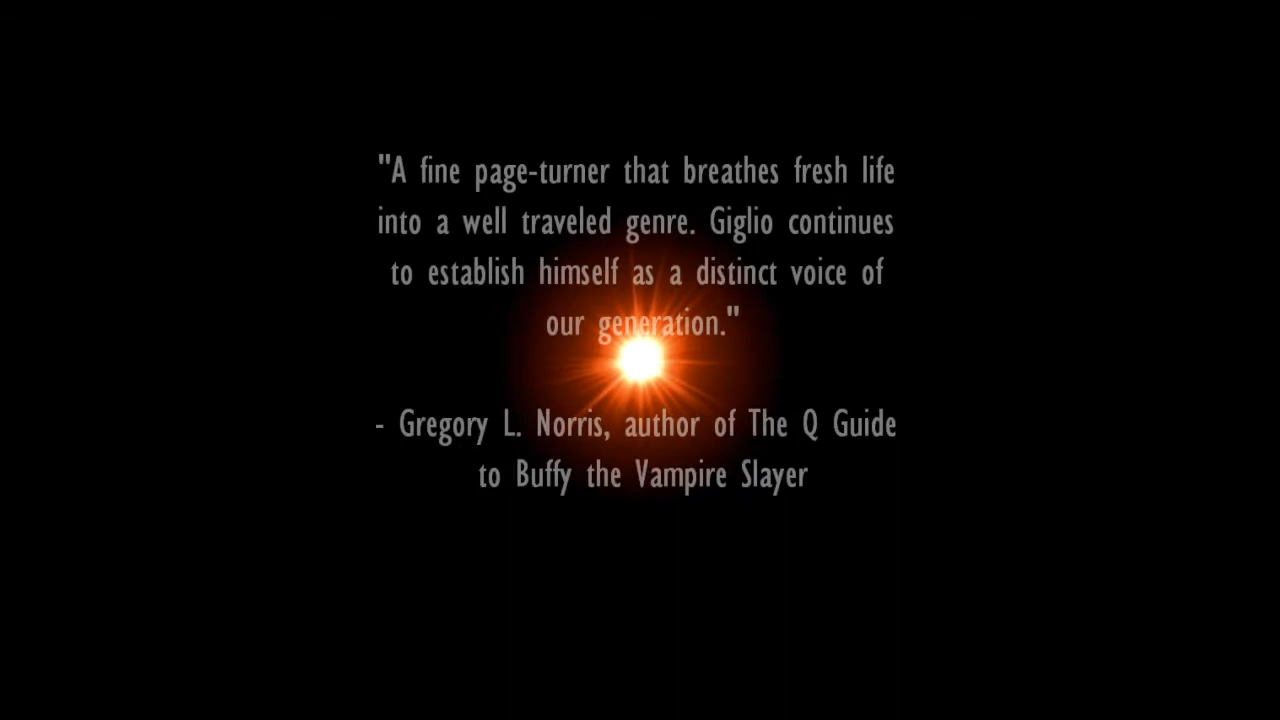 "A fine page-turner that breathes fresh life
into a well traveled genre. Giglio continues
to establish himself as a distinct voice of
our generation."
- Gregory L. Norris, author of The Q Guide
to Buffy the Vampire Slayer